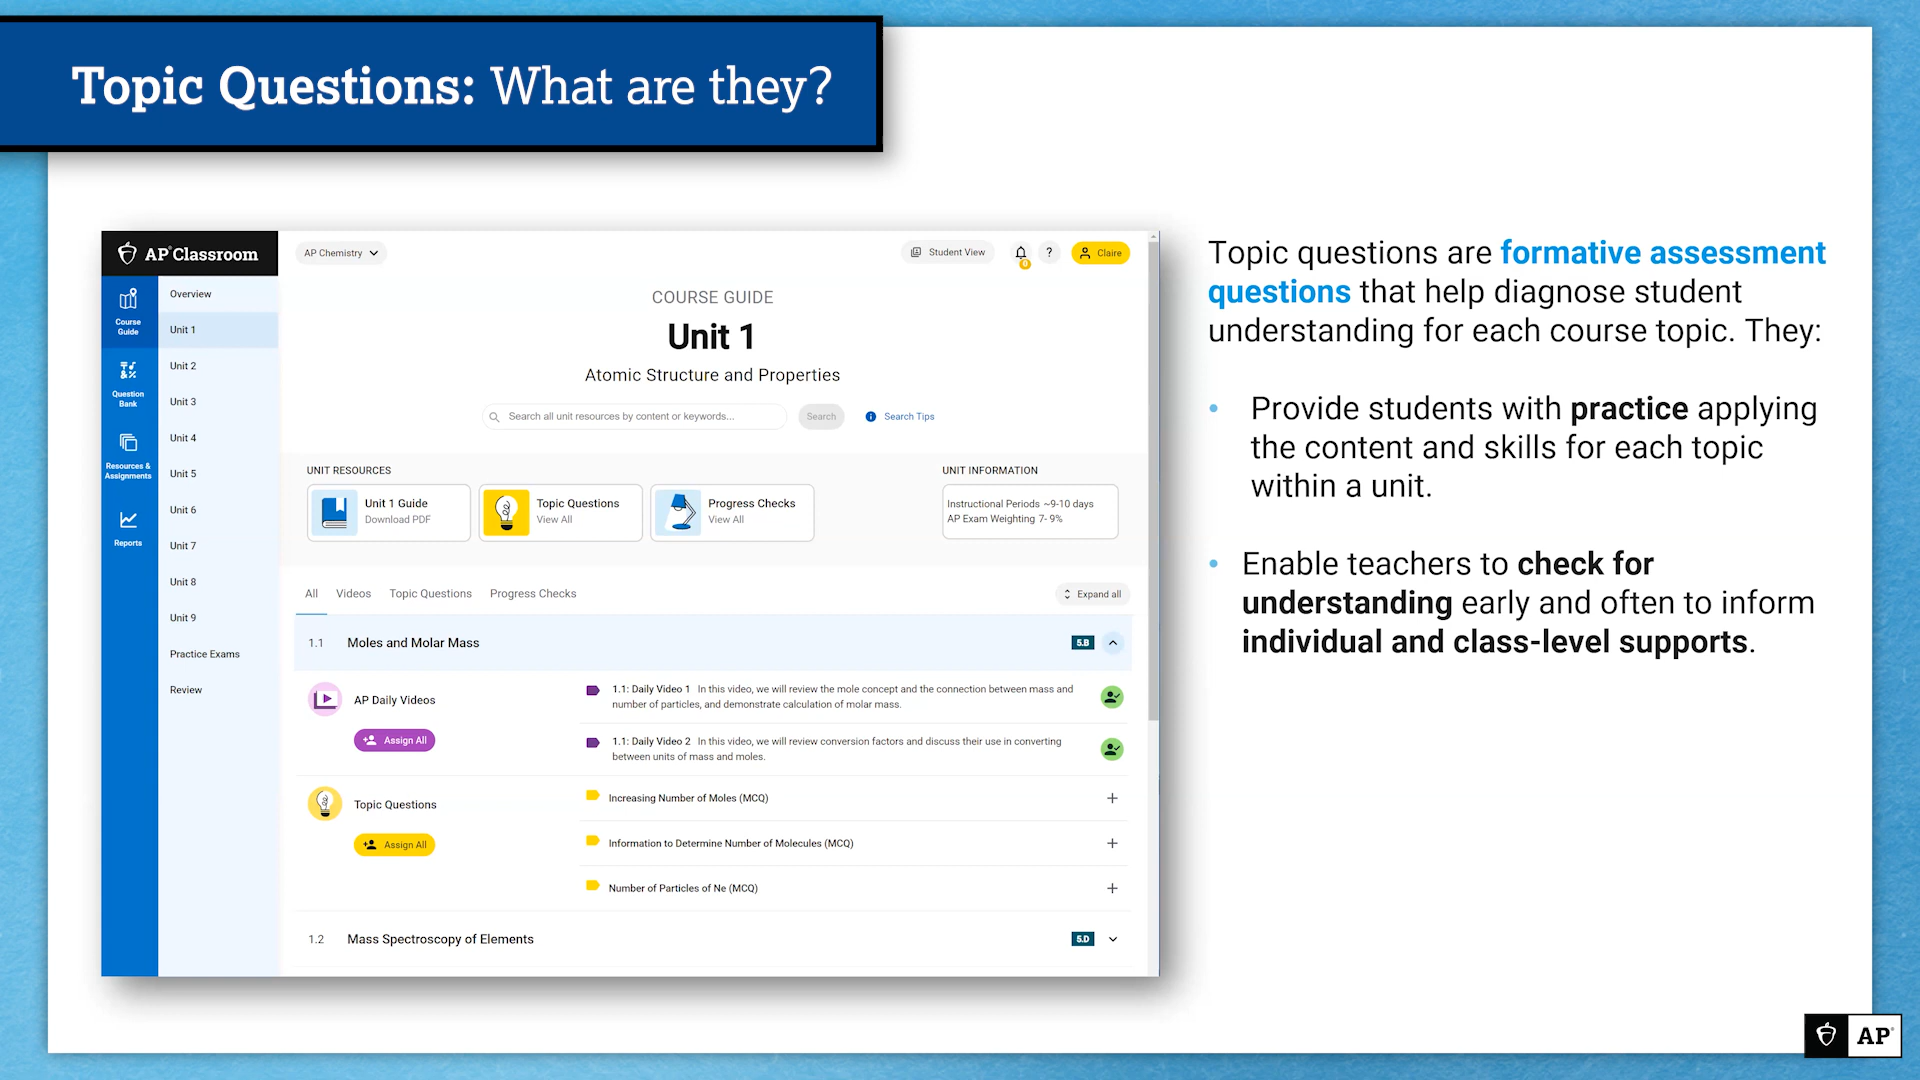 Topic Questions: What are they?
AP Classroom
AP Chemistry
Student View
?
Claire
Course
Guide
Question
Bank
Resources &
Assignments
Reports
Overview
Unit 1
Unit 2
Unit 3
Unit 4
Unit 5
Unit 6
Unit 7
Unit 8
Unit 9
Practice Exams
Review
COURSE GUIDE
Unit 1
Atomic Structure and Properties
Search all unit resources by content or keywords...
Search
Search Tips
UNIT RESOURCES
Unit 1 Guide
Download PDF
Topic Questions
View All
Progress Checks
View All
UNIT INFORMATION
Instructional Periods ~9-10 days
AP Exam Weighting 7- 9%
All Videos Topic Questions Progress Checks
Expand all
1.1 Moles and Molar Mass 5.B
AP Daily Videos
Assign All
1.1: Daily Video 1 In this video, we will review the mole concept and the connection between mass and
number of particles, and demonstrate calculation of molar mass.
1.1: Daily Video 2 In this video, we will review conversion factors and discuss their use in converting
between units of mass and moles.
Topic Questions
Assign All
Increasing Number of Moles (MCQ)
Information to Determine Number of Molecules (MCQ)
Number of Particles of Ne (MCQ)
1.2 Mass Spectroscopy of Elements 5.D
Topic questions are formative assessment
questions that help diagnose student
understanding for each course topic. They:
• Provide students with practice applying
the content and skills for each topic
within a unit.
• Enable teachers to check for
understanding early and often to inform
individual and class-level supports.
AP